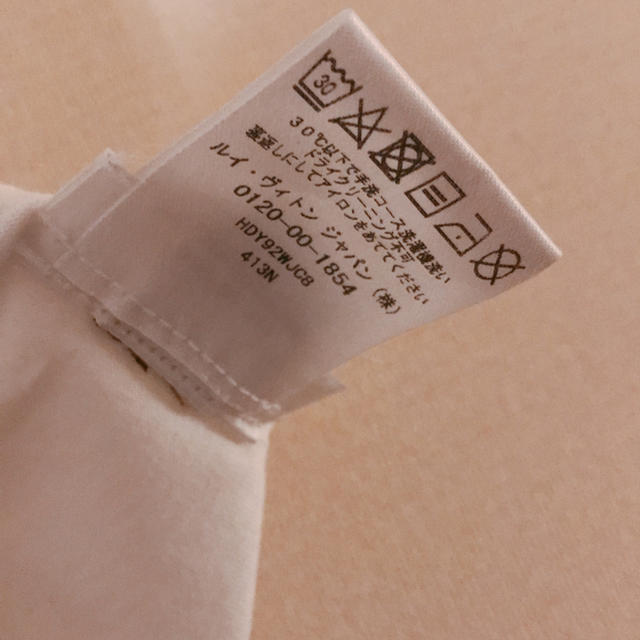 30
30℃以下で手洗コースを選択洗い
ドライクリーニング不可
裏返しにしてアイロンをあててください
ルイ・ヴィトン ジャパン (株)
0120-00-1854
HDY92WJC8
413N